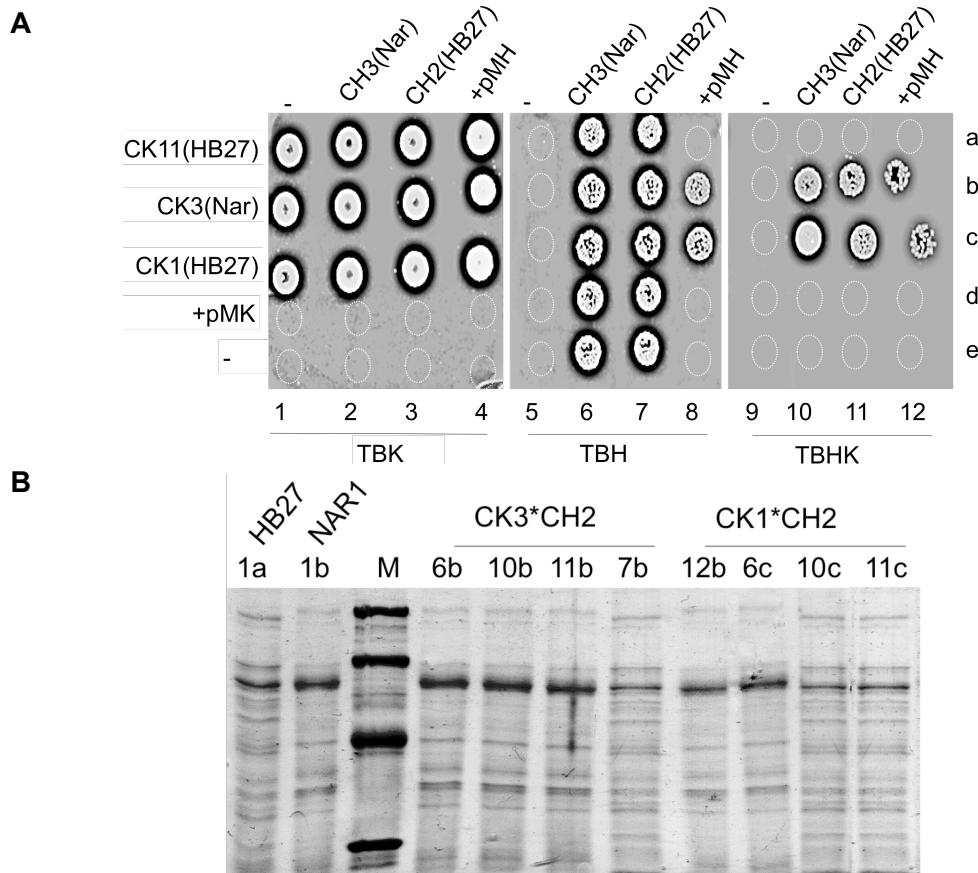 A
- CH3(Nar) CH2(HB27) +pMH - CH3(Nar) CH2(HB27) +pMH - CH3(Nar) CH2(HB27) +pMH
CK11(HB27) a
CK3(Nar) b
CK1(HB27) c
+pMK d
- e
1 2 3 4 5 6 7 8 9 10 11 12
TBK TBH TBHK
B
HB27 NAR1 CK3*CH2 CK1*CH2
1a 1b M 6b 10b 11b 7b 12b 6c 10c 11c